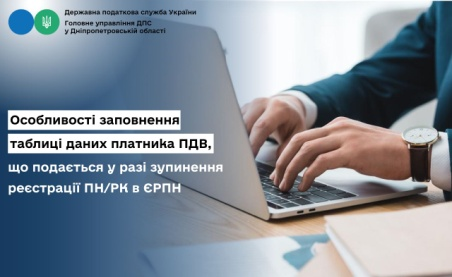 Державна податкова служба України
Головне управління ДПС
у Дніпропетровській області
Особливості заповнення
таблиці даних платника ПДВ,
що подається у разі зупинення
реєстрації ПН/РК в ЄРПН